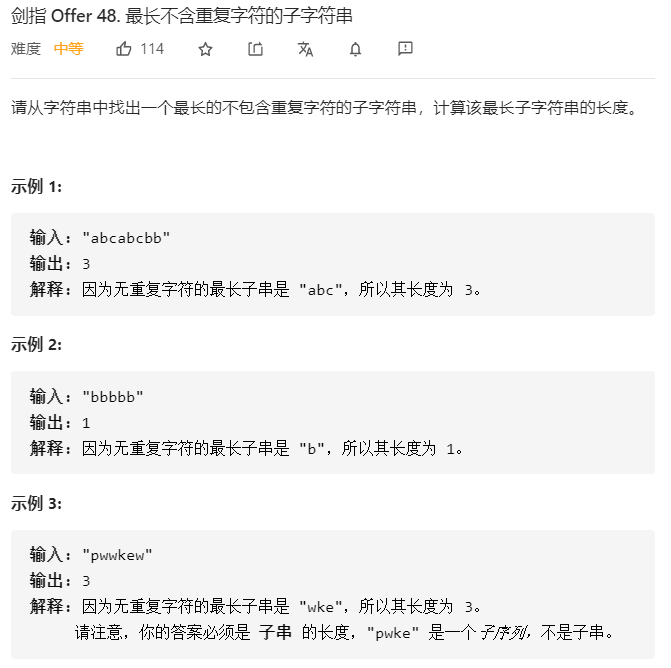 剑指 Offer 48. 最长不含重复字符的子字符串
难度 中等 114
请从字符串中找出一个最长的不包含重复字符的子字符串，计算该最长子字符串的长度。
示例 1:
输入: "abcabcbb"
输出: 3
解释: 因为无重复字符的最长子串是 "abc"，所以其长度为 3。
示例 2:
输入: "bbbbb"
输出: 1
解释: 因为无重复字符的最长子串是 "b"，所以其长度为 1。
示例 3:
输入: "pwwkew"
输出: 3
解释: 因为无重复字符的最长子串是 "wke"，所以其长度为 3。
请注意，你的答案必须是 子串 的长度，"pwke" 是一个子序列，不是子串。